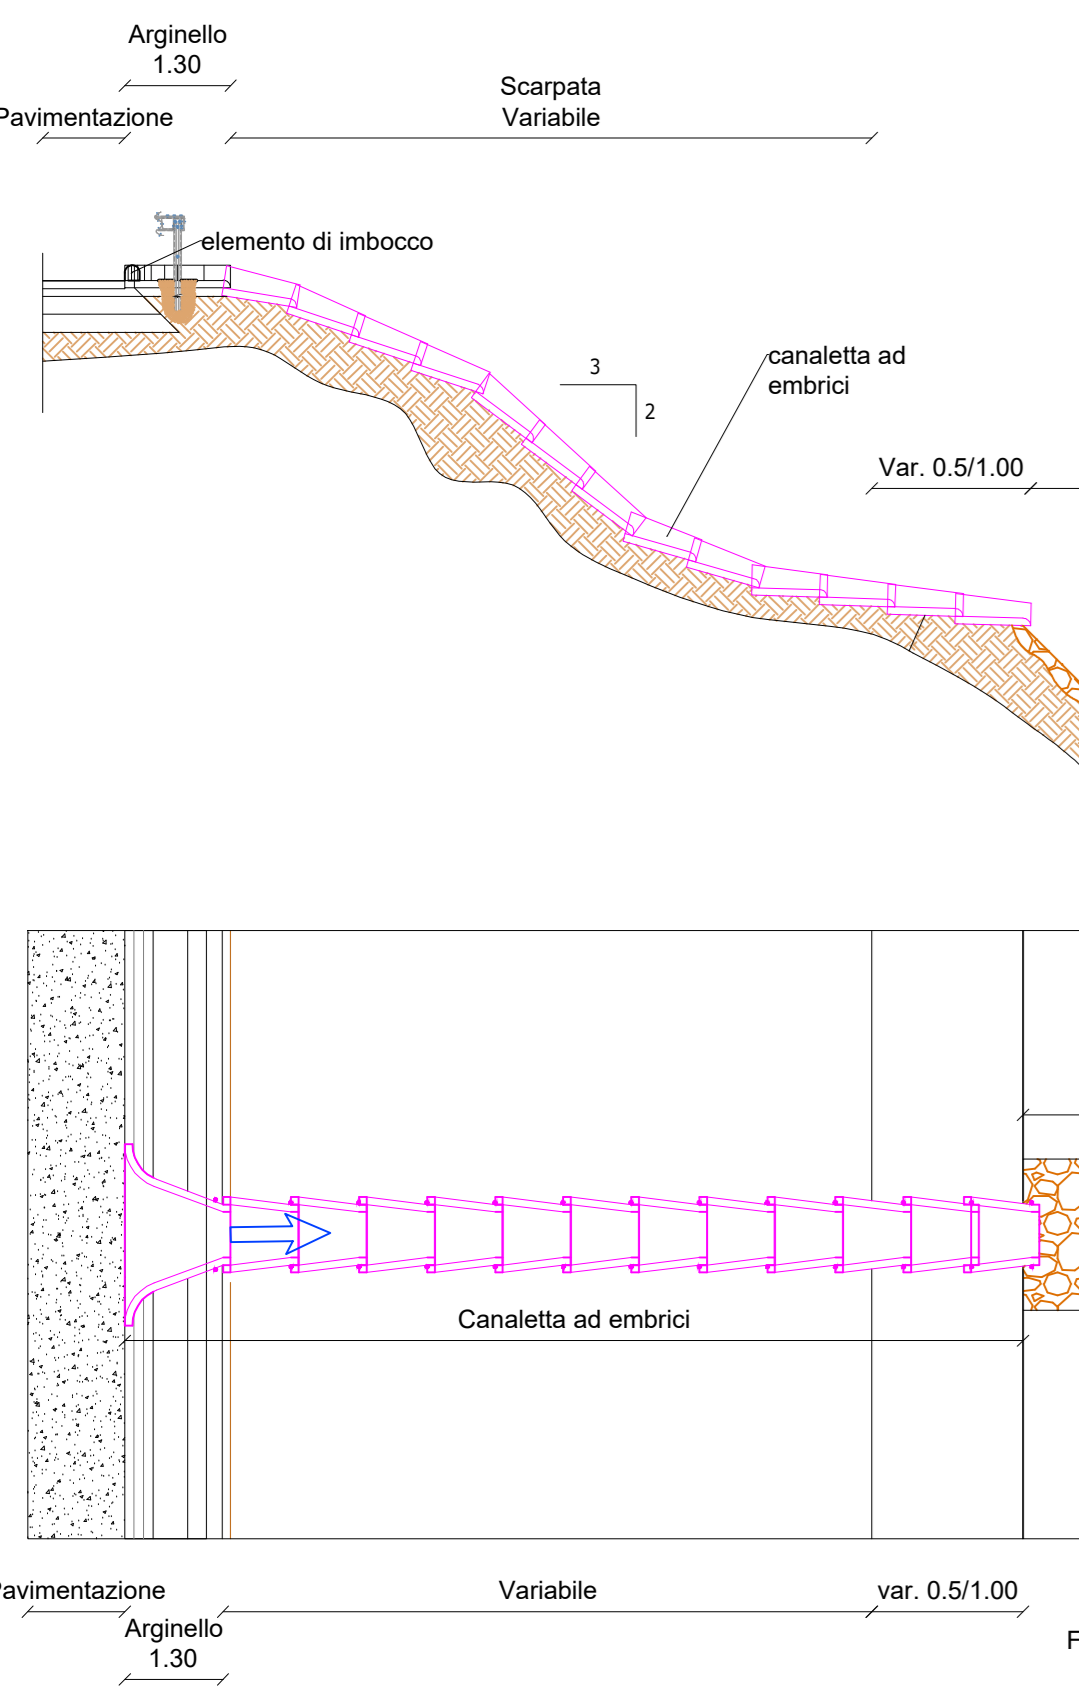 Arginello
1.30
Pavimentazione
Scarpata
Variabile
elemento di imbocco
3
2
canaletta ad
embrici
Var. 0.5/1.00
Canaletta ad embrici
Pavimentazione
Variabile
var. 0.5/1.00
Arginello
1.30
F